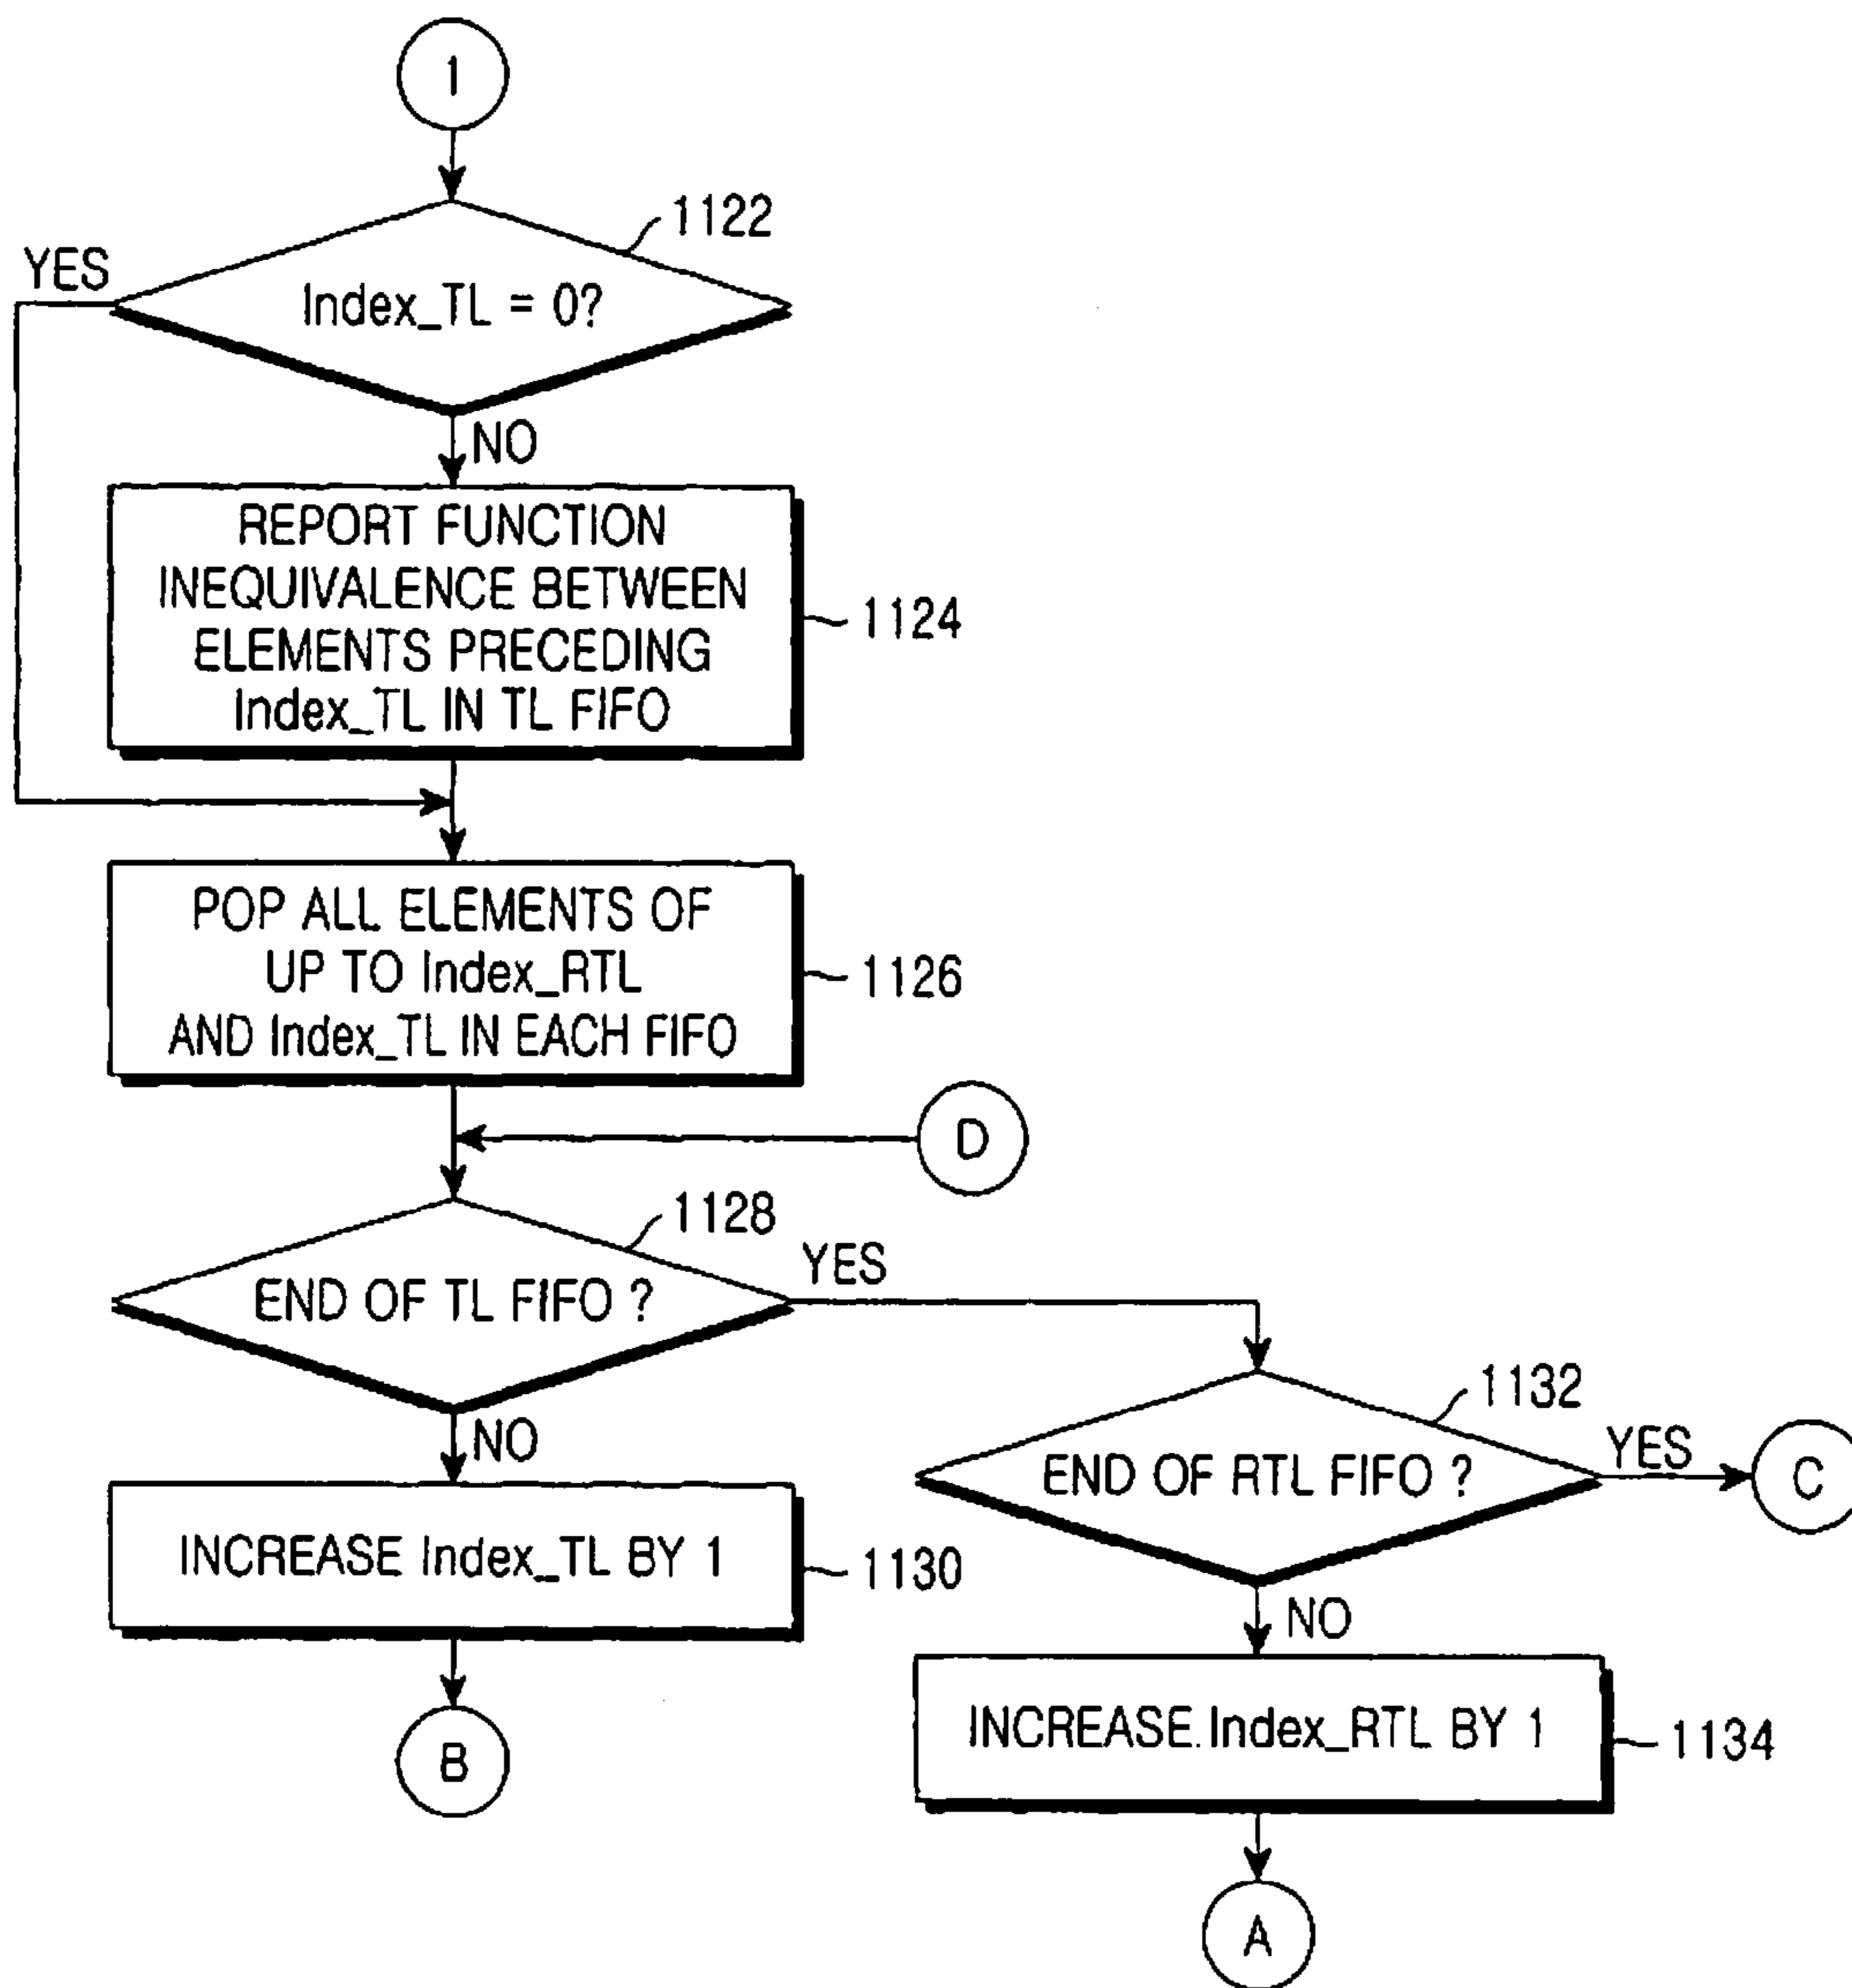 1
1122
YES
Index_TL = 0?
NO
REPORT FUNCTION
INEQUIVALENCE BETWEEN
ELEMENTS PRECEDING
Index_TL IN TL FIFO
1124
POP ALL ELEMENTS OF
UP TO Index_RTL
AND Index_TL IN EACH FIFO
1126
D
1128
END OF TL FIFO ?
YES
NO
1132
END OF RTL FIFO ?
YES
C
INCREASE Index_TL BY 1
1130
NO
B
INCREASE.Index_RTL BY 1
1134
A